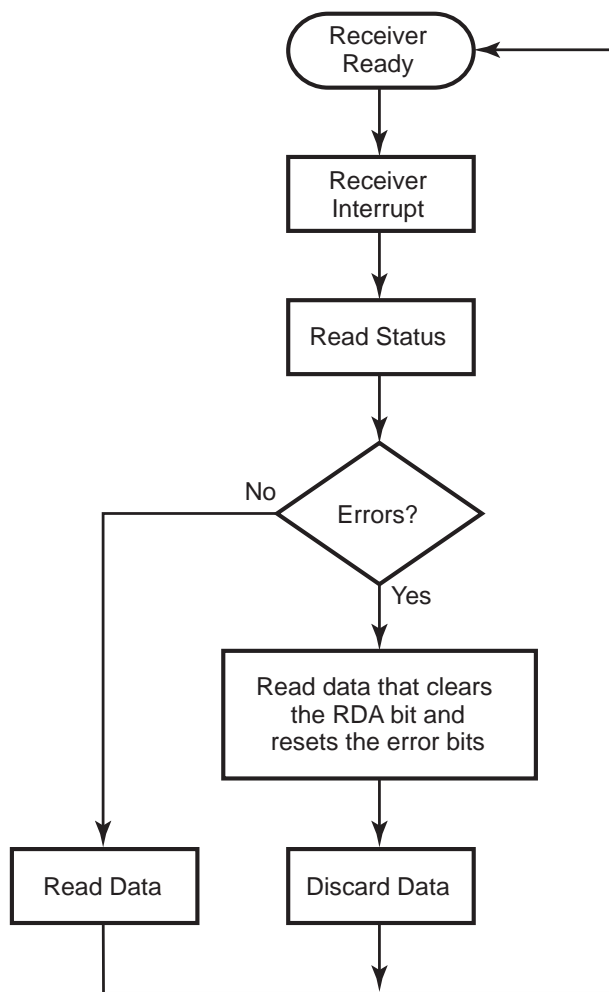 Receiver
Ready
Receiver
Interrupt
Read Status
Errors?
No
Yes
Read data that clears
the RDA bit and
resets the error bits
Read Data
Discard Data